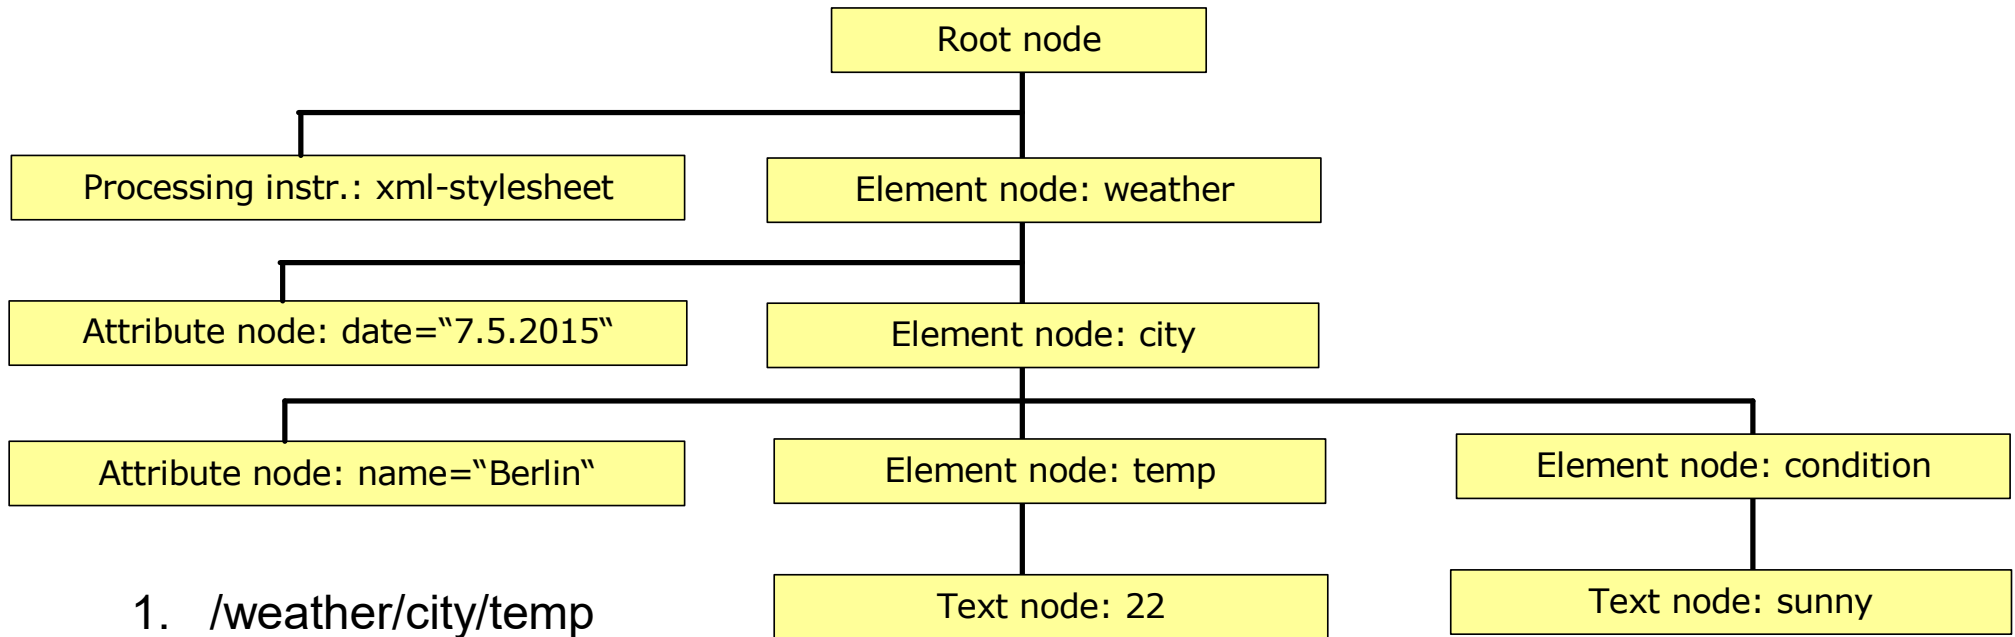 Root node
Processing instr.: xml-stylesheet
Element node: weather
Attribute node: date=“7.5.2015“
Element node: city
Attribute node: name=“Berlin“
Element node: temp
Element node: condition
1. /weather/city/temp
Text node: 22
Text node: sunny